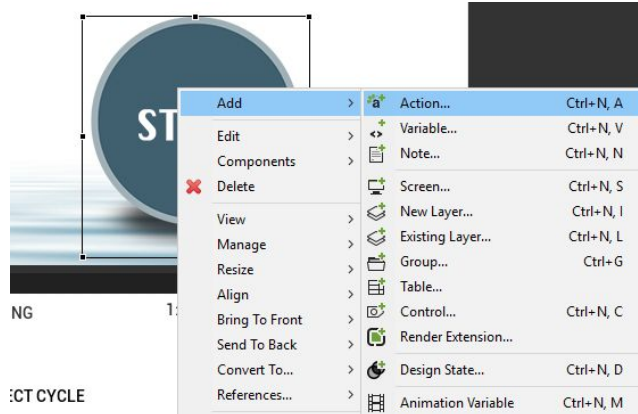 ST
Add
Edit
Components
Delete
View
Manage
Resize
Align
Bring To Front
Send To Back
Convert To...
References...
Action... Ctrl+N, A
Variable... Ctrl+N, V
Note... Ctrl+N, N
Screen... Ctrl+N, S
New Layer... Ctrl+N, I
Existing Layer... Ctrl+N, L
Group... Ctrl+G
Table...
Control... Ctrl+N, C
Render Extension...
Design State... Ctrl+N, D
Animation Variable Ctrl+N, M
NG
1:
ECT CYCLE